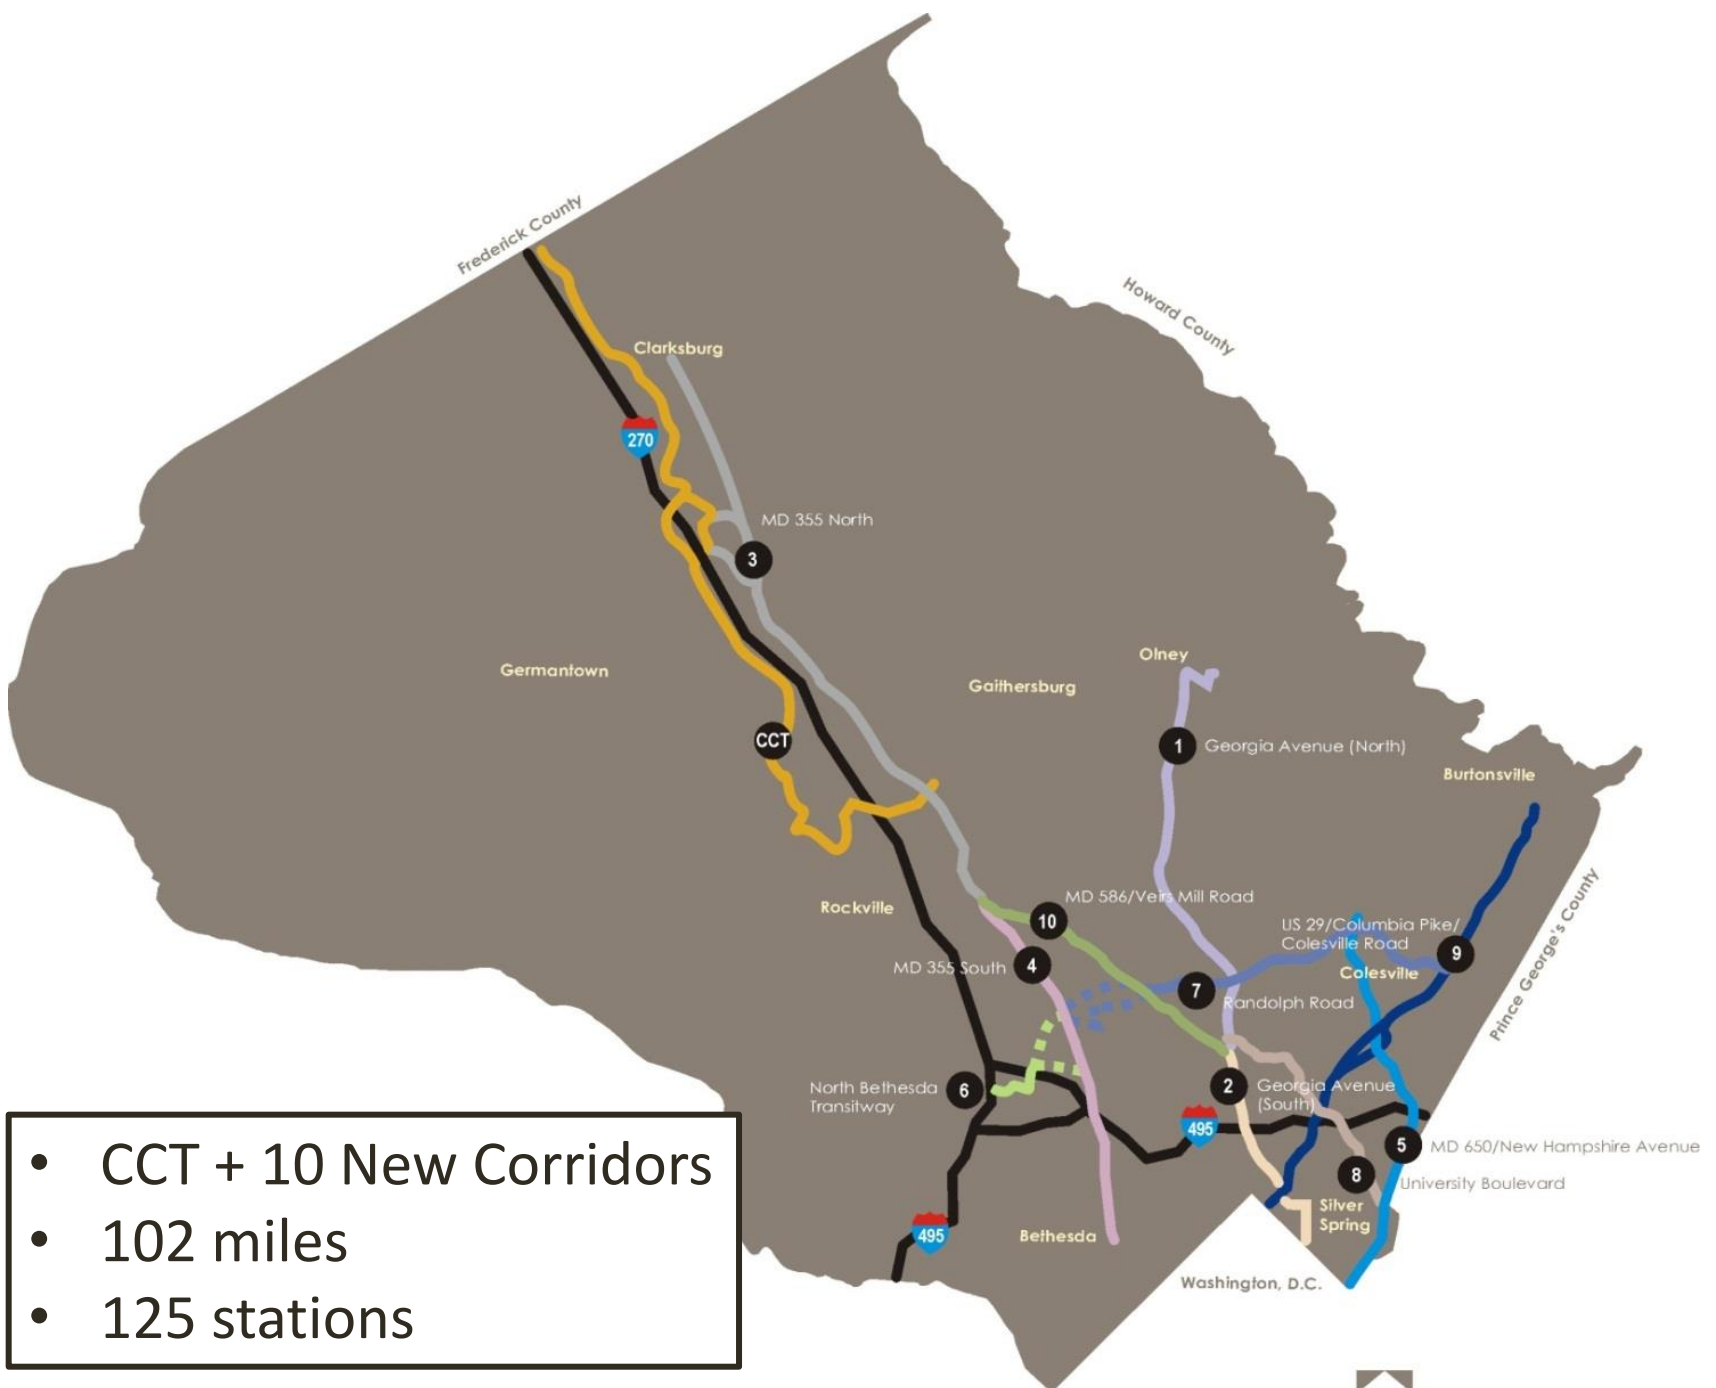 Frederick County
Howard County
Clarksburg
270
MD 355 North
3
Germantown
Gaithersburg
Olney
CCT
1
Georgia Avenue (North)
Burtonsville
Prince George's County
Rockville
10
MD 586/Veirs Mill Road
US 29/Columbia Pike/
Colesville Road
9
MD 355 South
4
Colesville
7
Randolph Road
North Bethesda
Transitway
6
2
Georgia Avenue
(South)
495
5
MD 650/New Hampshire Avenue
8
University Boulevard
Silver
Spring
495
Bethesda
Washington, D.C.
• CCT + 10 New Corridors
• 102 miles
• 125 stations